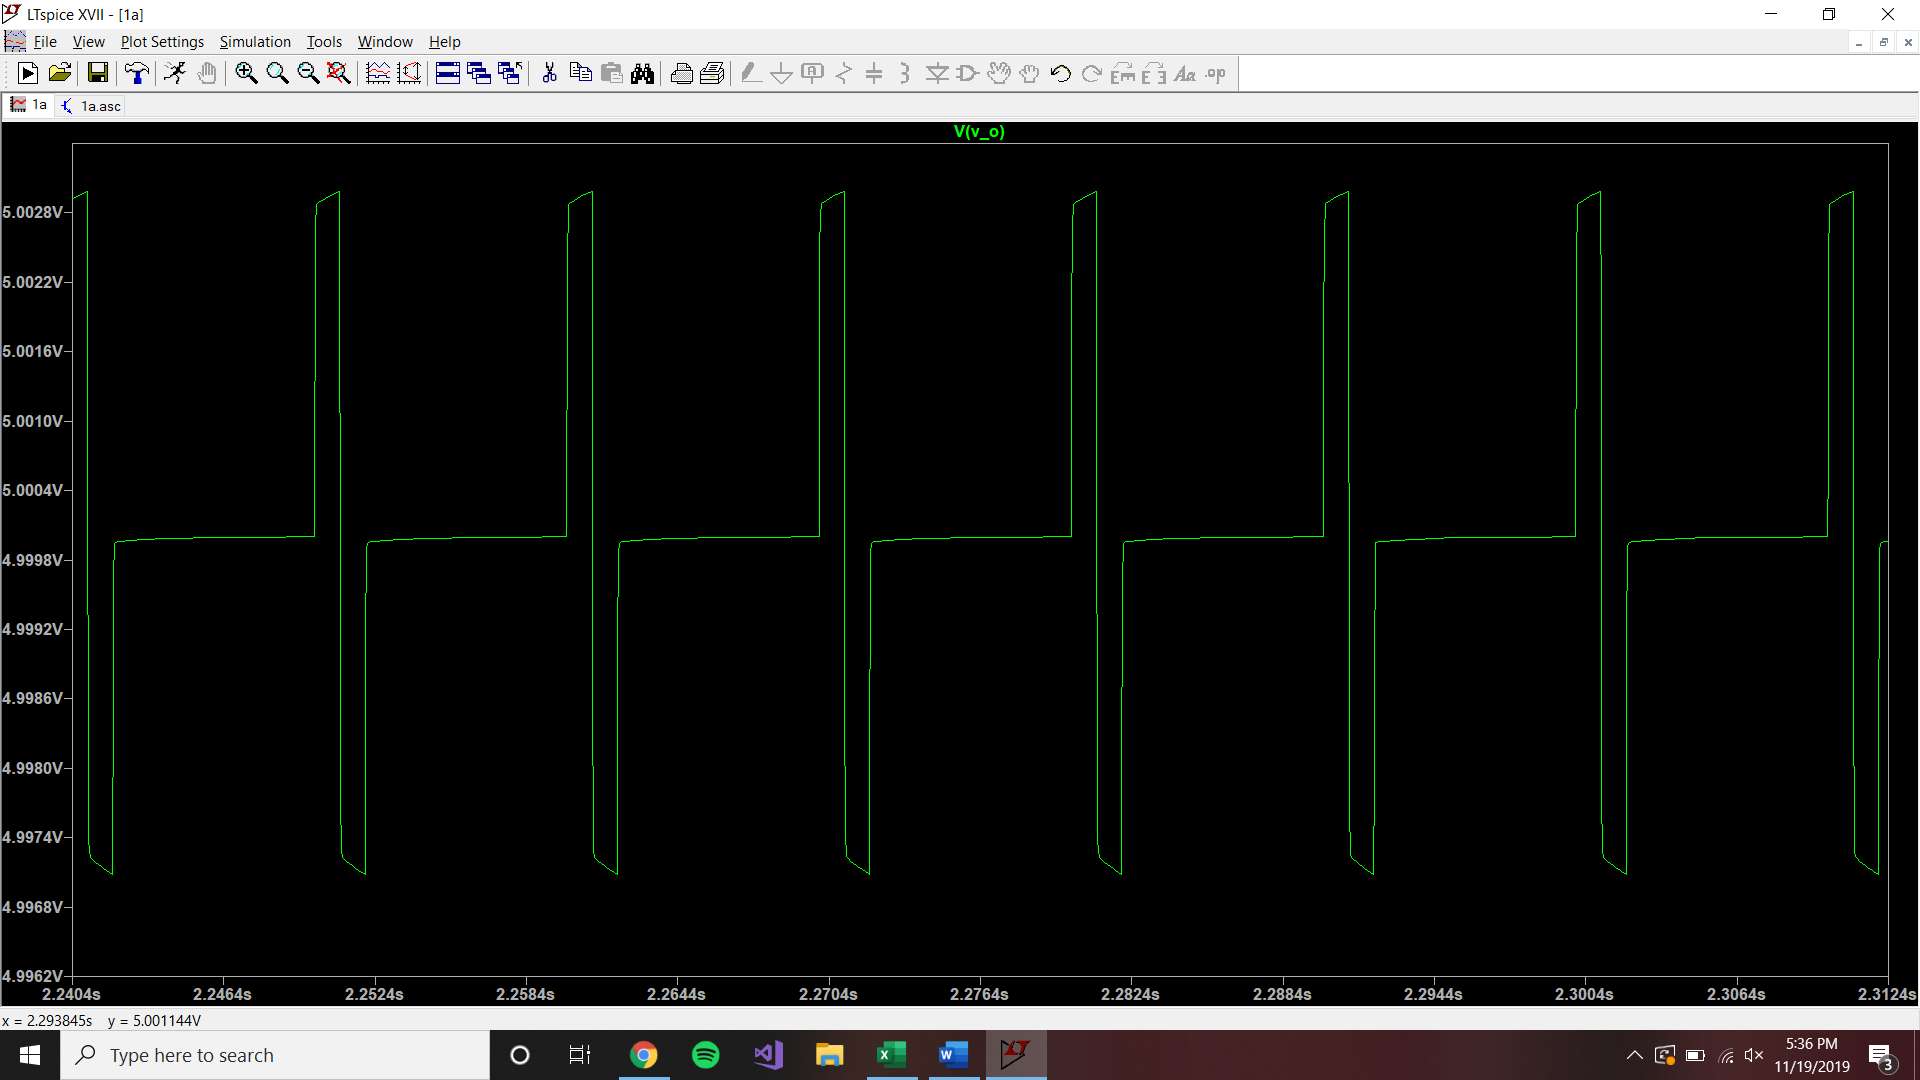 LTspice XVII - [1a]
File View Plot Settings Simulation Tools Window Help
1a 1a.asc
V(v_o)
5.0028V
5.0022V
5.0016V
5.0010V
5.0004V
4.9998V
4.9992V
4.9986V
4.9980V
4.9974V
4.9968V
4.9962V
2.2404s 2.2464s 2.2524s 2.2584s 2.2644s 2.2704s 2.2764s 2.2824s 2.2884s 2.2944s 2.3004s 2.3064s 2.3124s
x = 2.293845s y = 5.001144V
Type here to search
5:36 PM
11/19/2019
3